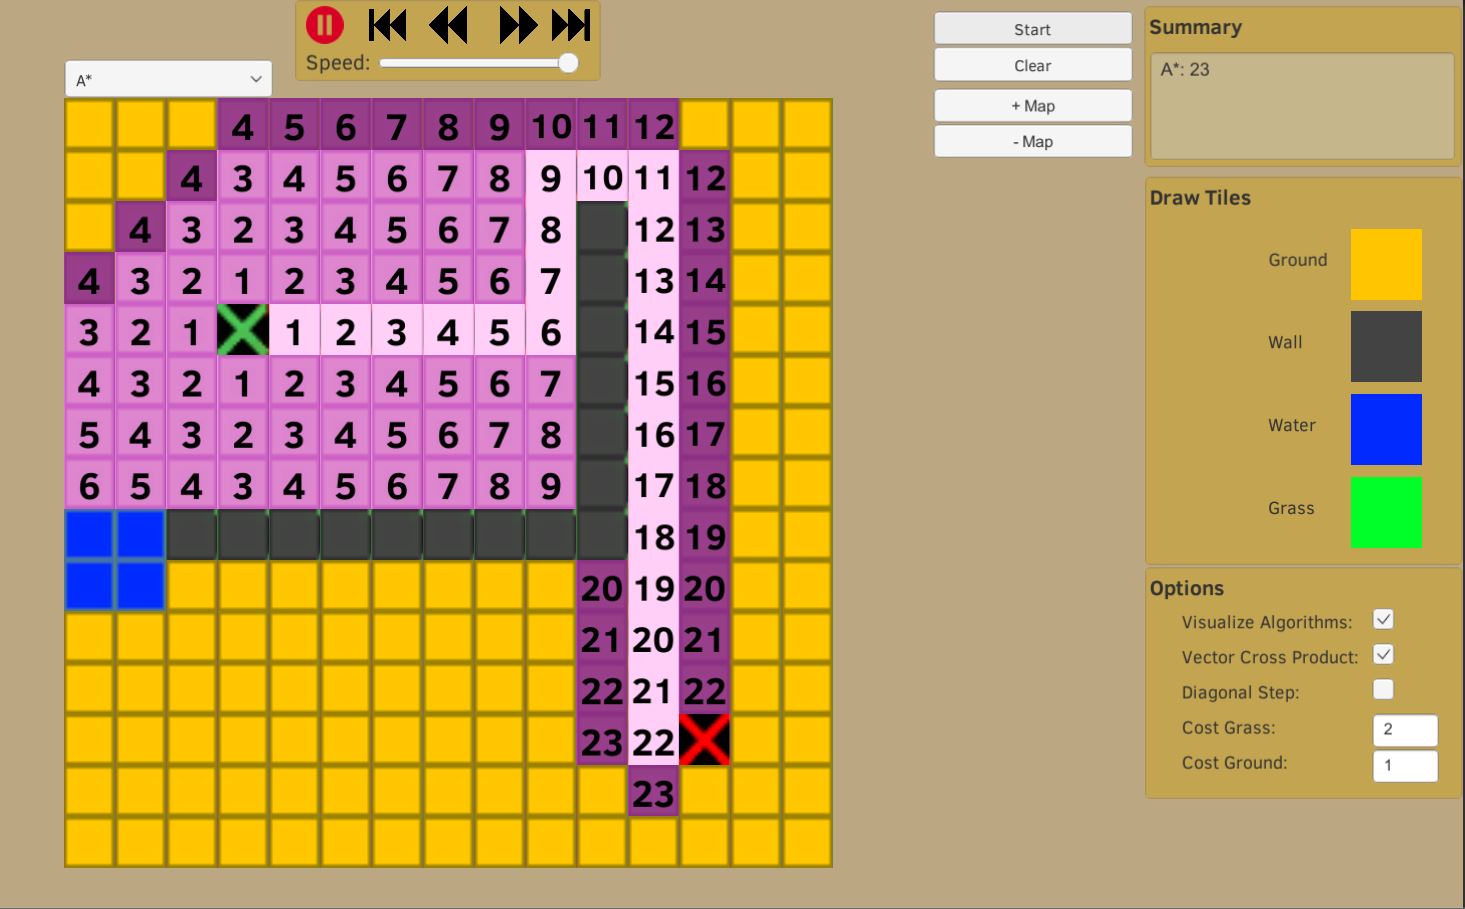 Speed:
A*
4 5 6 7 8 9 10 11 12
4 3 4 5 6 7 8 9 10 11 12
4 3 2 3 4 5 6 7 8 12 13
4 3 2 1 2 3 4 5 6 7 13 14
3 2 1 1 2 3 4 5 6 14 15
4 3 2 1 2 3 4 5 6 7 15 16
5 4 3 2 3 4 5 6 7 8 16 17
6 5 4 3 4 5 6 7 8 9 17 18
18 19
20 19 20
21 20 21
22 21 22
23 22
23
Start
Clear
+ Map
- Map
Summary
A*: 23
Draw Tiles
Ground
Wall
Water
Grass
Options
Visualize Algorithms:
Vector Cross Product:
Diagonal Step:
Cost Grass: 2
Cost Ground: 1